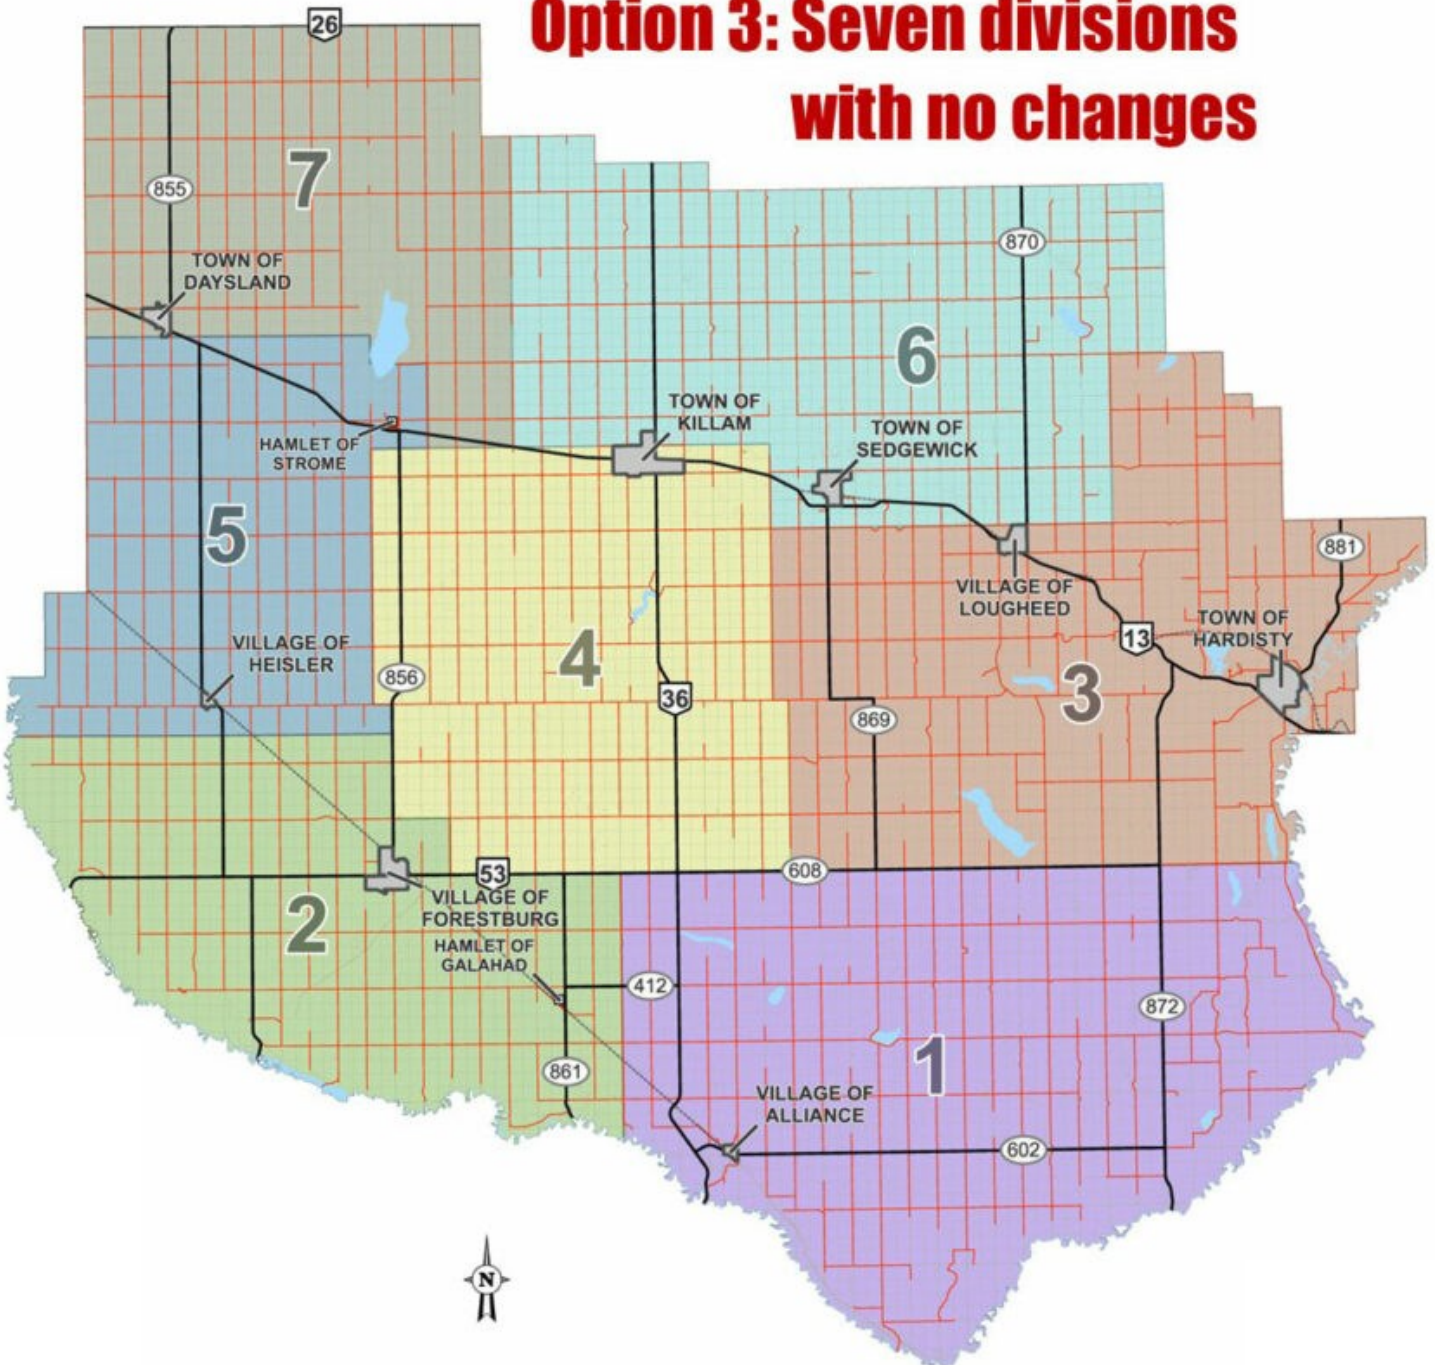 Option 3: Seven divisions
with no changes
26
7
855
870
TOWN OF
DAYSLAND
6
TOWN OF
KILLAM
TOWN OF
SEDGEWICK
HAMLET OF
STROME
5
881
VILLAGE OF
LOUGHEED
TOWN OF
HARDISTY
13
VILLAGE OF
HEISLER
4
856
36
3
869
53
608
VILLAGE OF
FORESTBURG
2
HAMLET OF
GALAHAD
412
872
1
861
VILLAGE OF
ALLIANCE
602
N